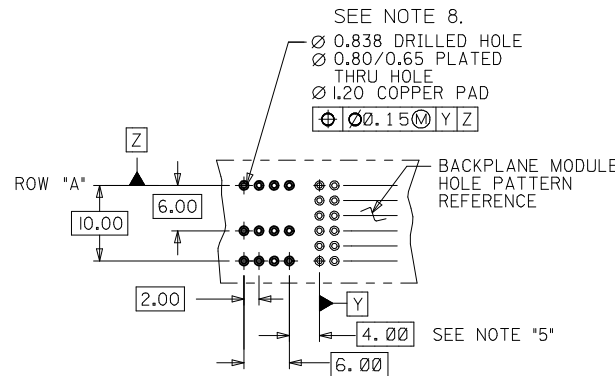 SEE NOTE 8.
Ø 0.838 DRILLED HOLE
Ø 0.80/0.65 PLATED
THRU HOLE
Ø 1.20 COPPER PAD
⌖ Ø0.15Ⓜ Y Z
Z
ROW "A"
BACKPLANE MODULE
HOLE PATTERN
REFERENCE
6.00
10.00
2.00
Y
4.00 SEE NOTE "5"
6.00